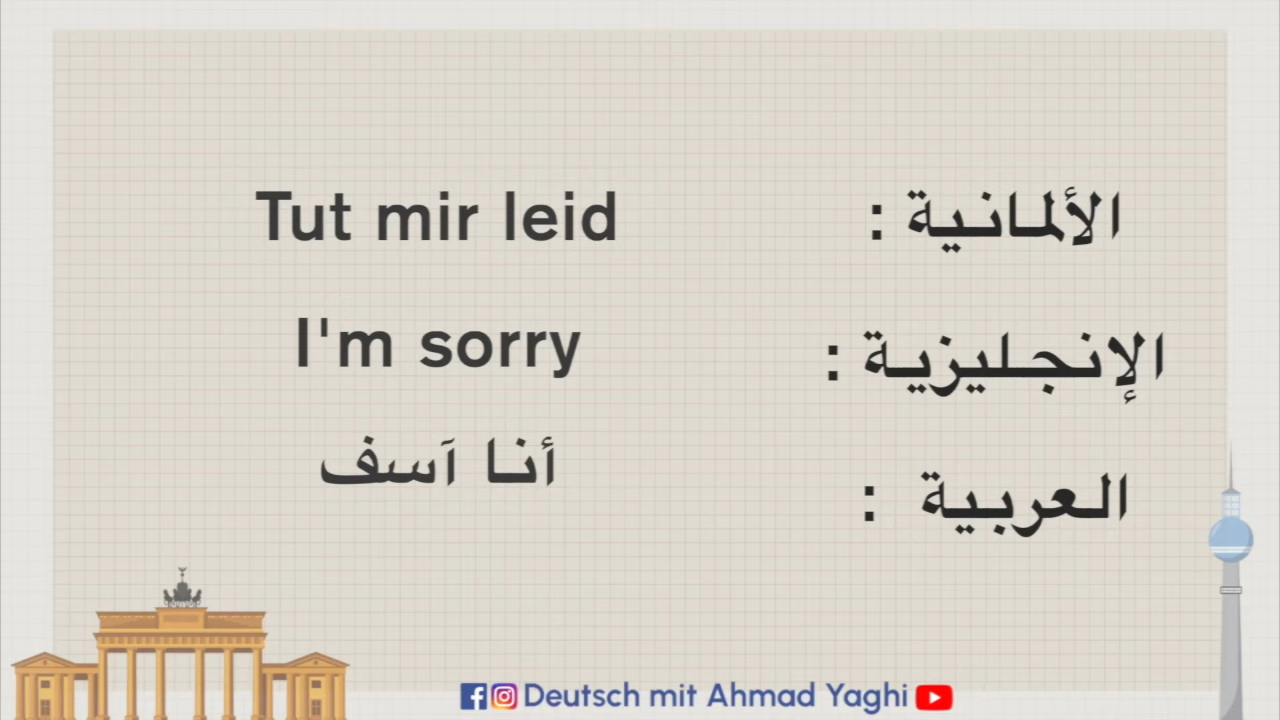 الألمانية : Tut mir leid
الإنجليزية : I'm sorry
العربية : أنا آسف
Deutsch mit Ahmad Yaghi